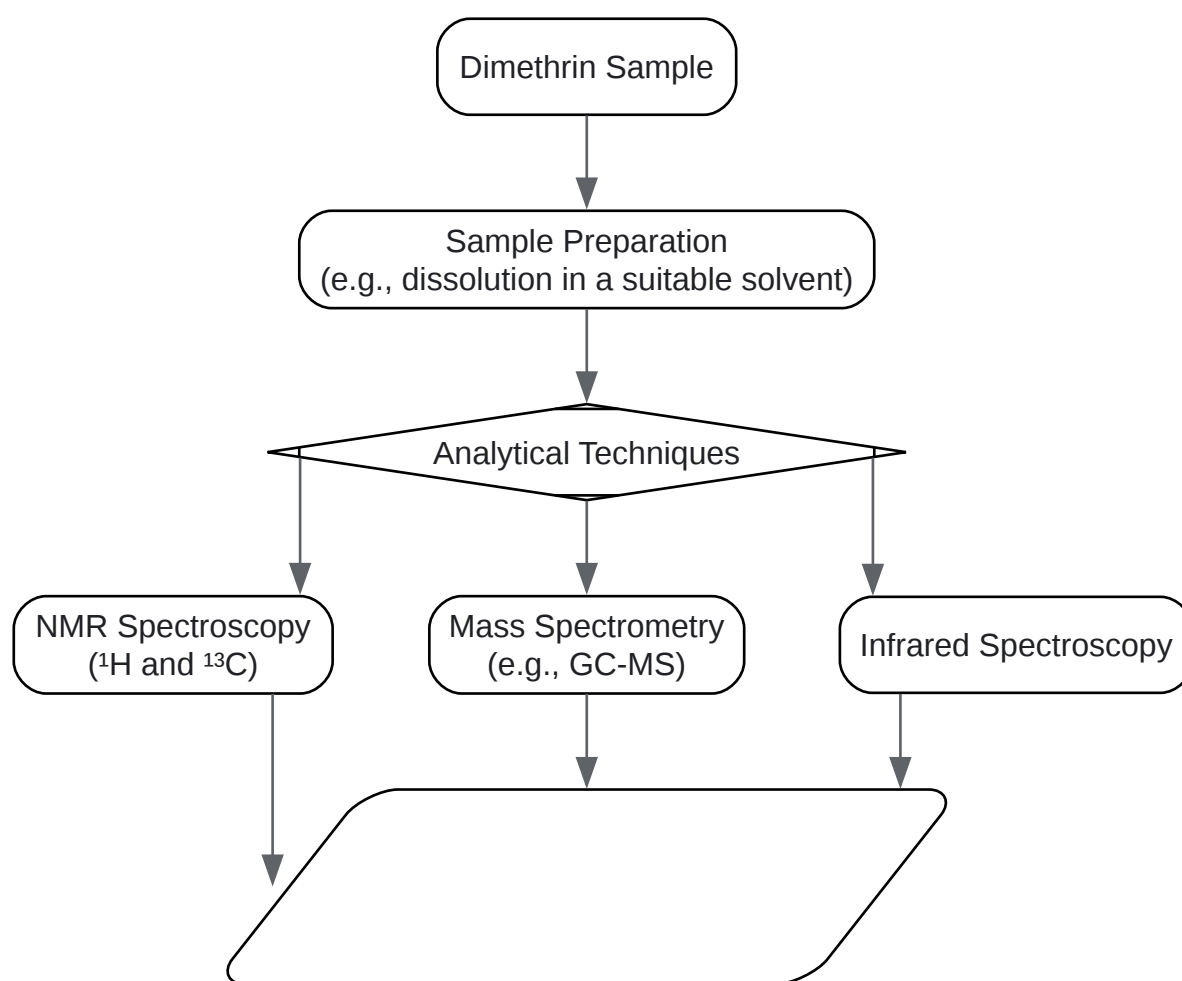 Dimethrin Sample
Sample Preparation
(e.g., dissolution in a suitable solvent)
Analytical Techniques
NMR Spectroscopy
(¹H and ¹³C)
Mass Spectrometry
(e.g., GC-MS)
Infrared Spectroscopy